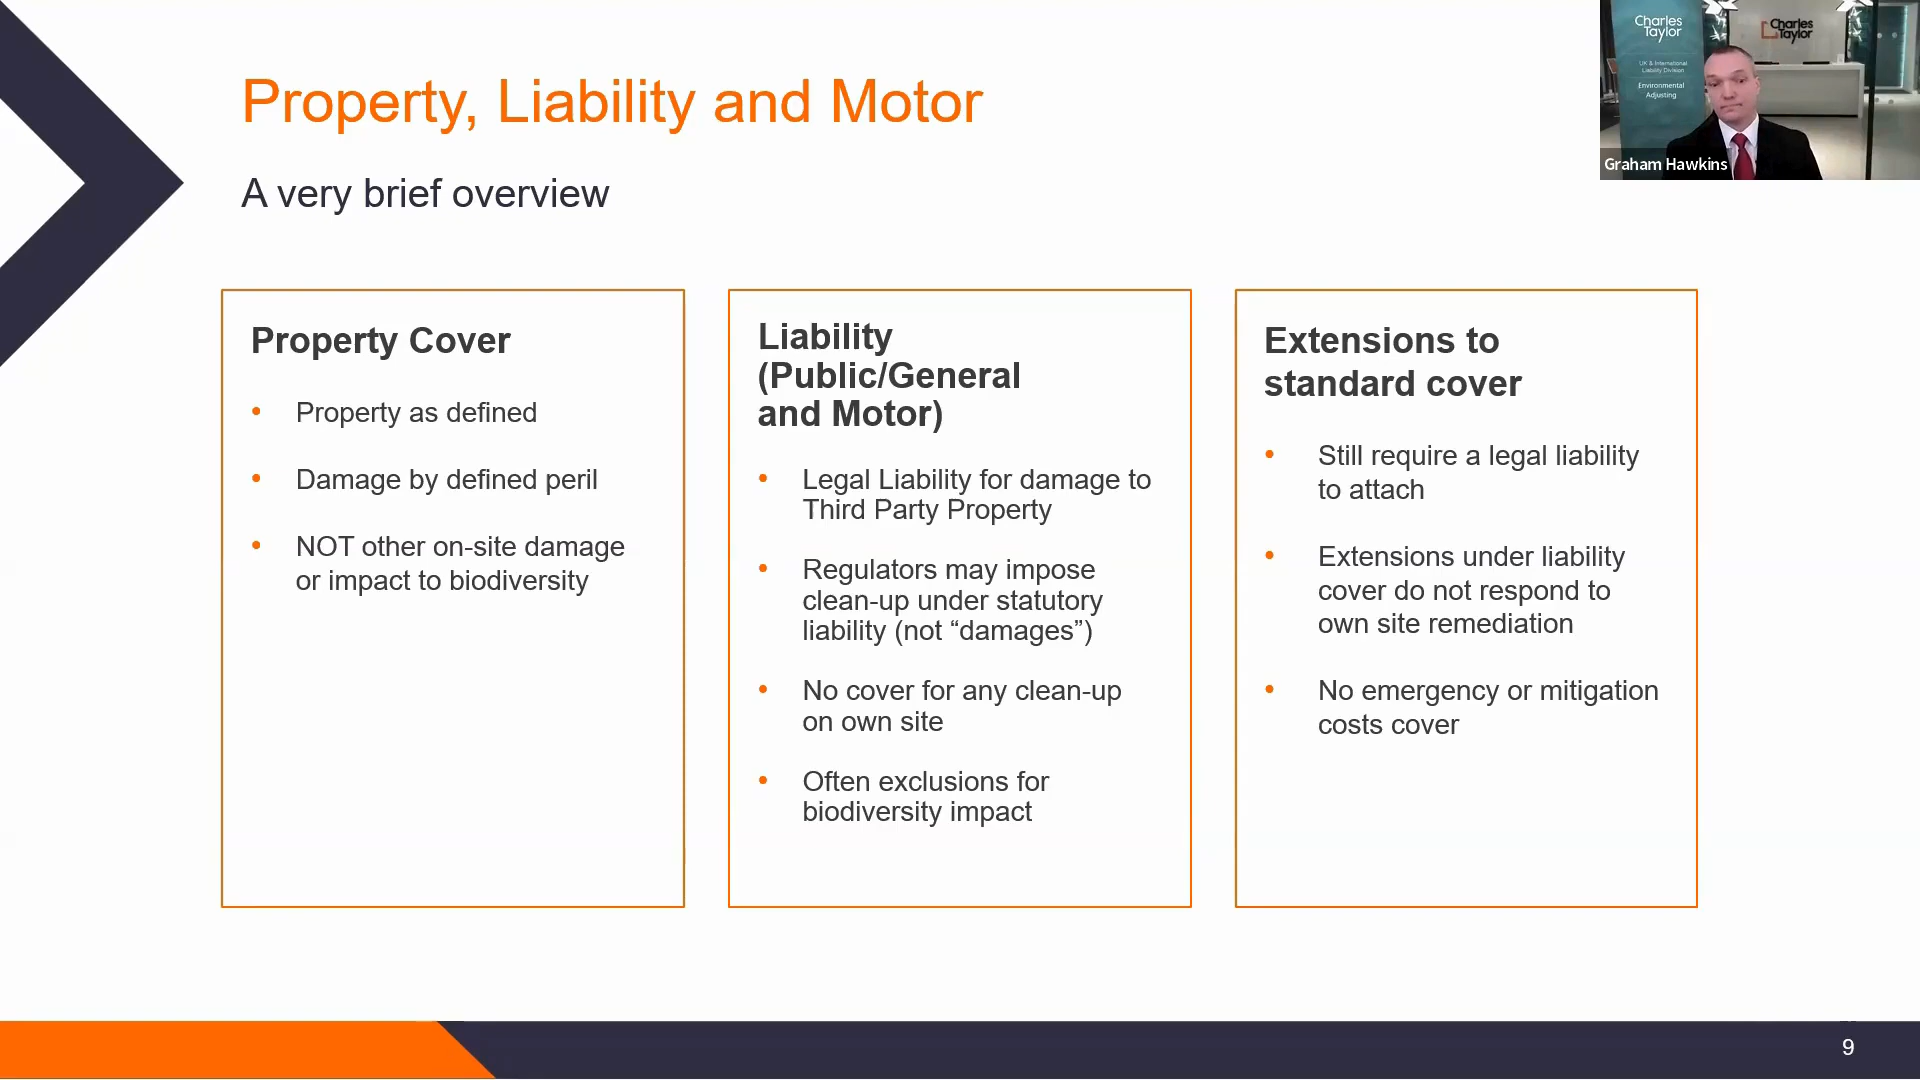 Property, Liability and Motor
A very brief overview
Charles
Taylor
UK & International
Liability Division
Environmental
Adjusting
Charles
Taylor
Graham Hawkins
Property Cover
• Property as defined
• Damage by defined peril
• NOT other on-site damage
or impact to biodiversity
Liability
(Public/General
and Motor)
• Legal Liability for damage to
Third Party Property
• Regulators may impose
clean-up under statutory
liability (not “damages”)
• No cover for any clean-up
on own site
• Often exclusions for
biodiversity impact
Extensions to
standard cover
• Still require a legal liability
to attach
• Extensions under liability
cover do not respond to
own site remediation
• No emergency or mitigation
costs cover
9